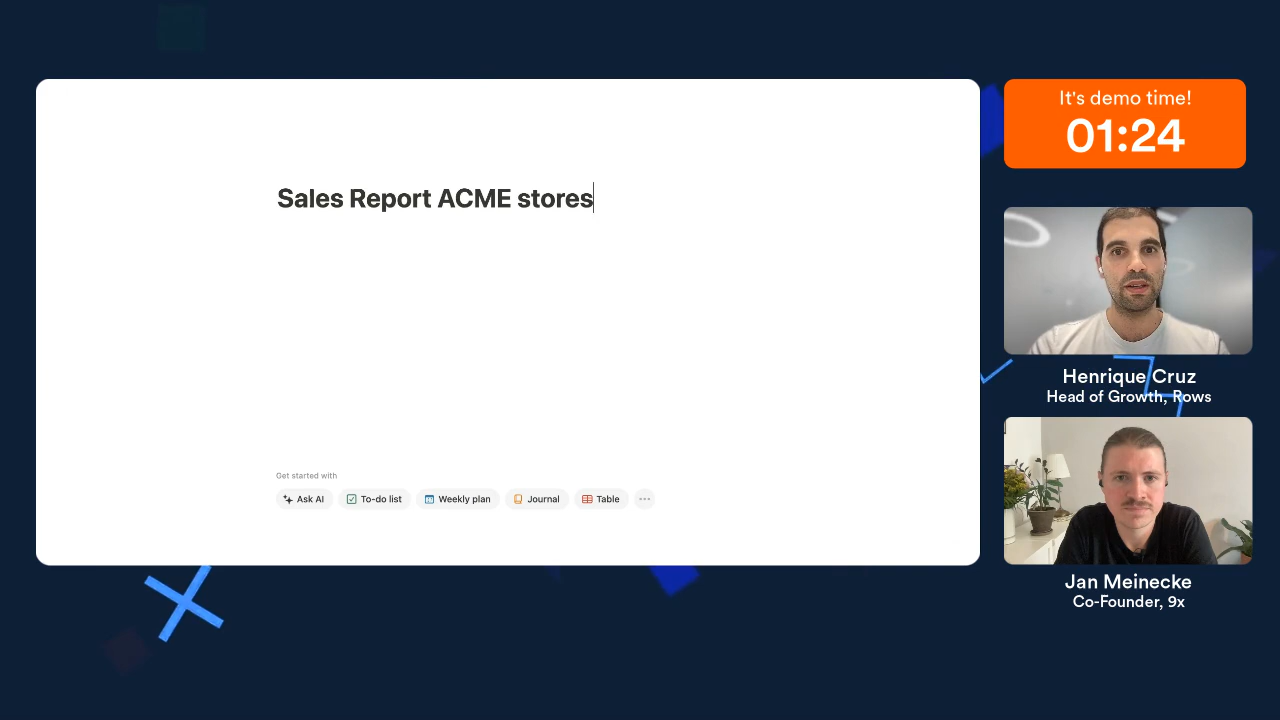 Sales Report ACME stores
Get started with
Ask AI
To-do list
Weekly plan
Journal
Table
It's demo time!
01:24
Henrique Cruz
Head of Growth, Rows
Jan Meinecke
Co-Founder, 9x